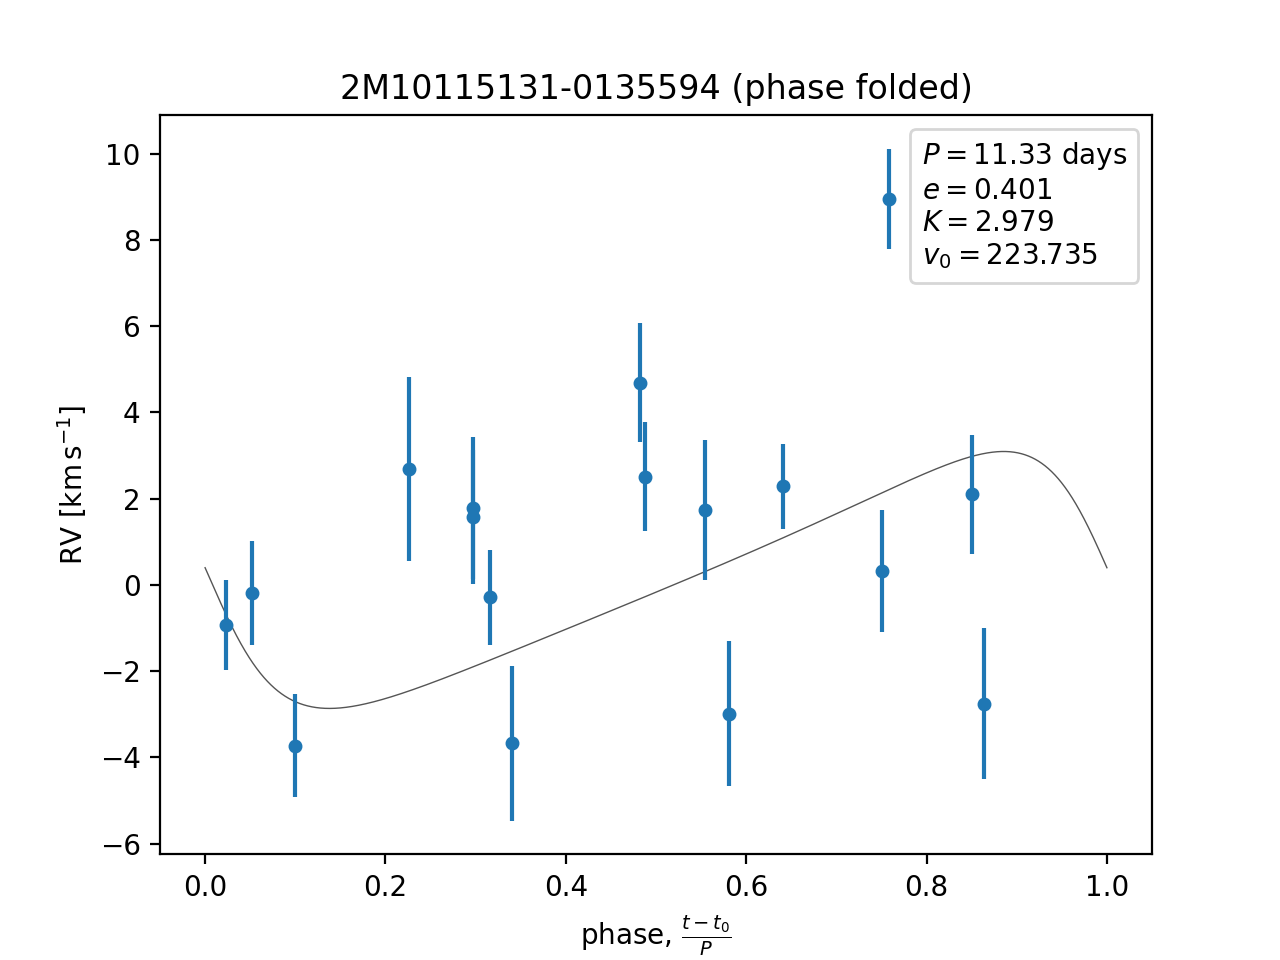 2M10115131-0135594 (phase folded)
P = 11.33 days
e = 0.401
K = 2.979
v₀ = 223.735
RV [km s⁻¹]
10
8
6
4
2
0
−2
−4
−6
0.0 0.2 0.4 0.6 0.8 1.0
phase, (t − t₀)/P